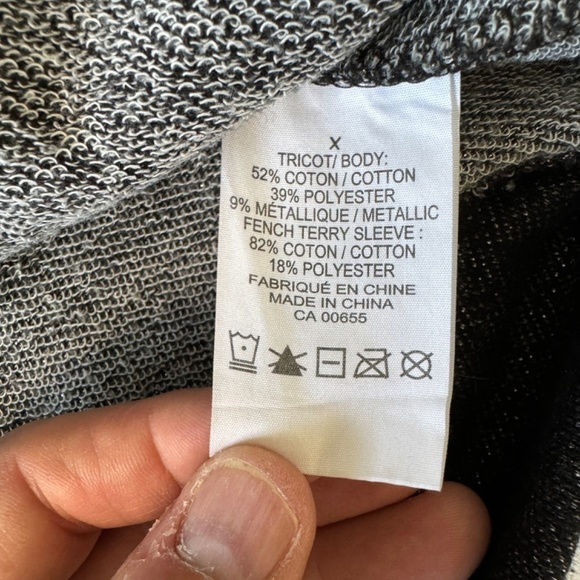 X
TRICOT/ BODY:
52% COTON / COTTON
39% POLYESTER
9% MÉTALLIQUE / METALLIC
FENCH TERRY SLEEVE :
82% COTON / COTTON
18% POLYESTER
FABRIQUÉ EN CHINE
MADE IN CHINA
CA 00655